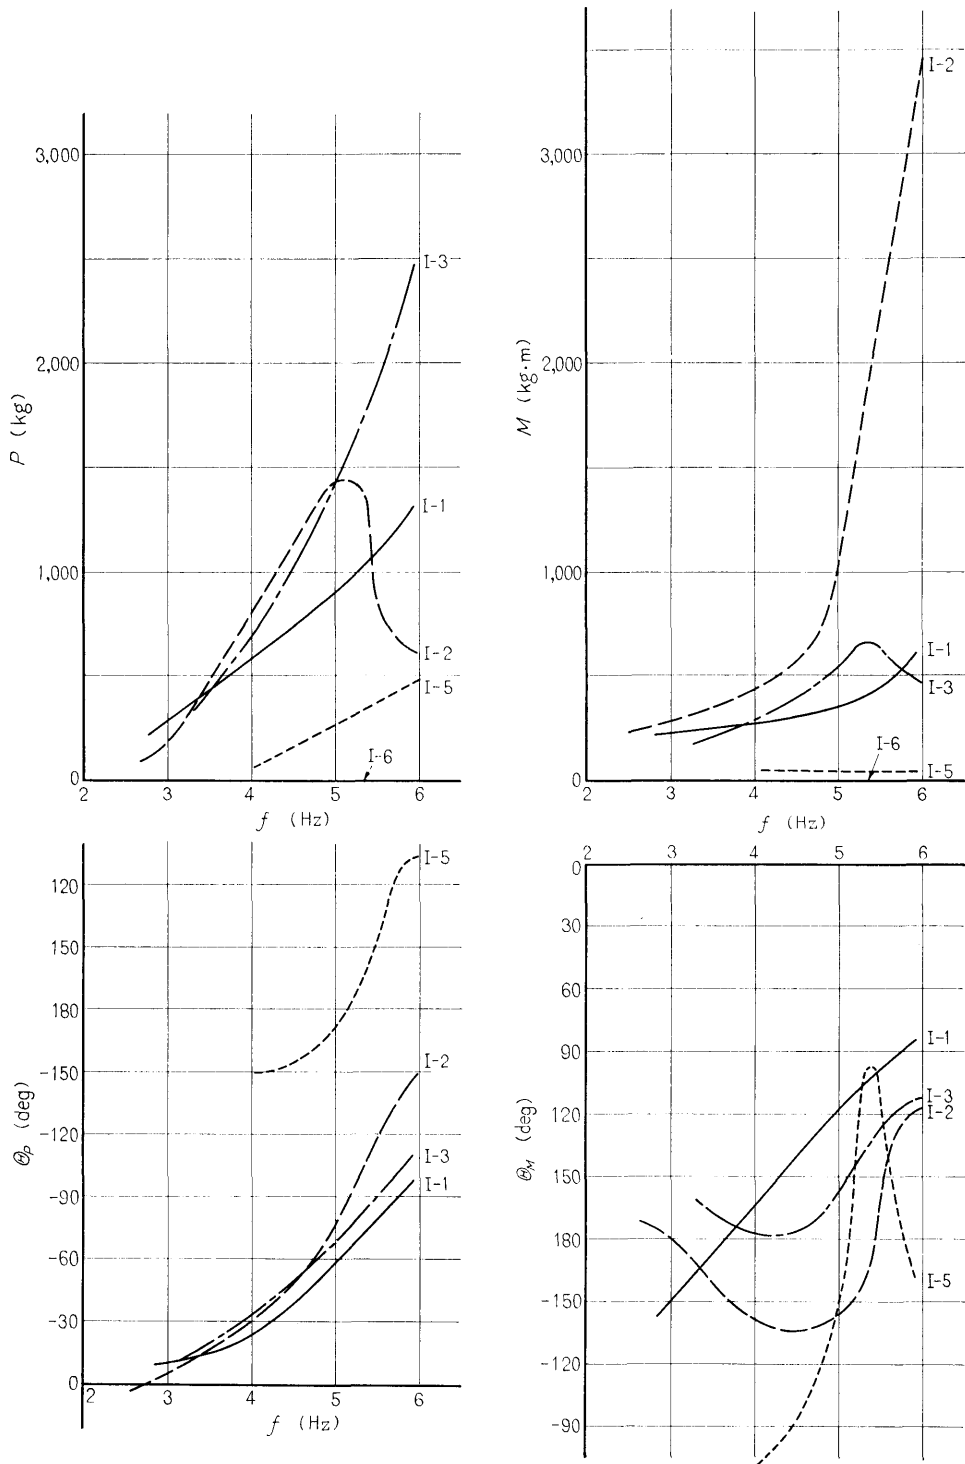 3,000
2,000
1,000
0
P (kg)
I-3
I-1
I-2
I-5
I-6
2 3 4 5 6
f (Hz)
3,000
2,000
1,000
0
M (kg·m)
I-2
I-1
I-3
I-6
I-5
2 3 4 5 6
f (Hz)
120
150
180
-150
-120
-90
-60
-30
0
ΘP (deg)
I-5
I-2
I-3
I-1
2 3 4 5 6
f (Hz)
2 3 4 5 6
0
30
60
90
120
150
180
-150
-120
-90
ΘM (deg)
I-1
I-3
I-2
I-5